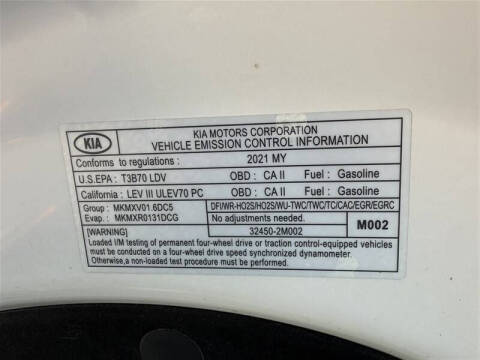 KIA
KIA MOTORS CORPORATION
VEHICLE EMISSION CONTROL INFORMATION
Conforms to regulations: 2021 MY
U.S.EPA : T3B70 LDV OBD : CA II Fuel : Gasoline
California : LEV III ULEV70 PC OBD : CA II Fuel : Gasoline
Group : MKMXV01.6DC5 DFI/WR-HO2S/HO2S/WU-TWC/TWC/TC/CAC/EGR/EGRC
Evap. : MKMXR0131DCG No adjustments needed.
[WARNING] 32450-2M002 M002
Loaded I/M testing of permanent four-wheel drive or traction control-equipped vehicles
must be conducted on a four-wheel drive speed synchronized dynamometer.
Otherwise,a non-loaded test procedure should be employed.